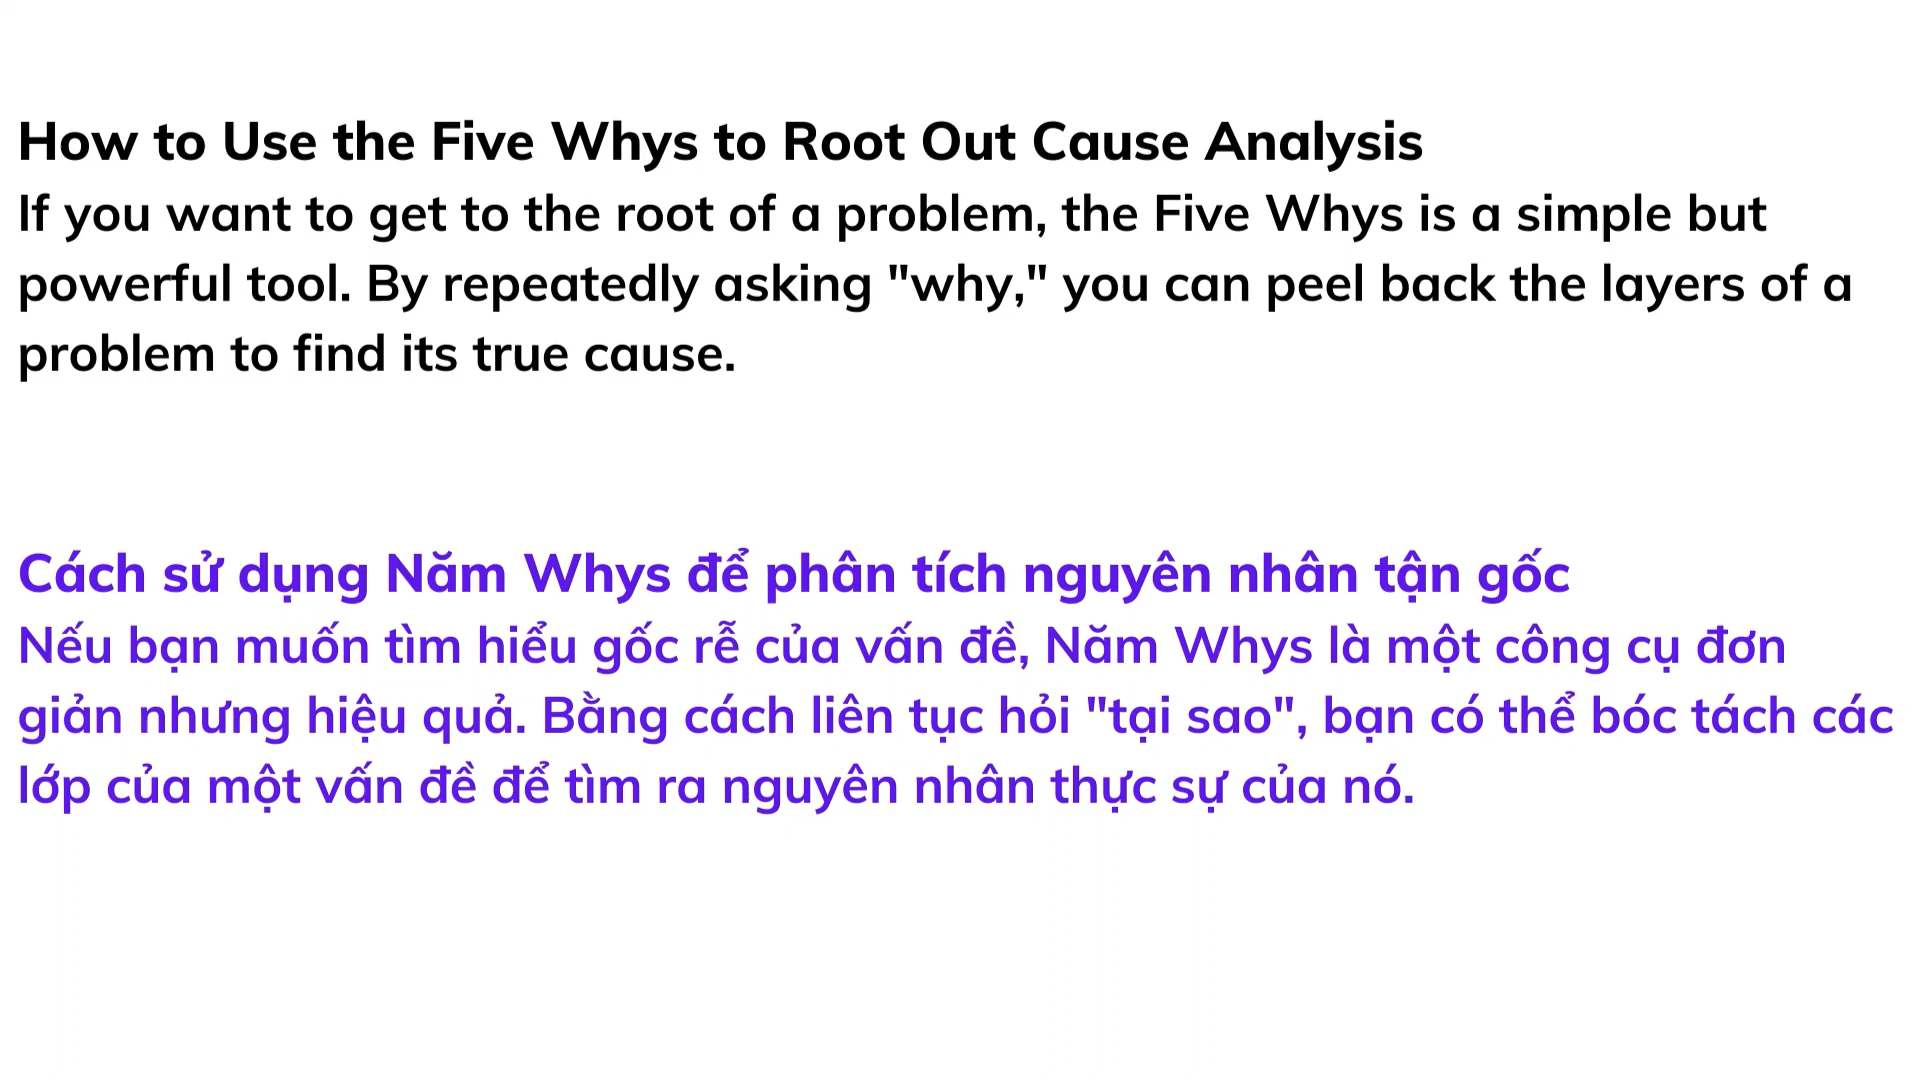 How to Use the Five Whys to Root Out Cause Analysis
If you want to get to the root of a problem, the Five Whys is a simple but
powerful tool. By repeatedly asking "why," you can peel back the layers of a
problem to find its true cause.
Cách sử dụng Năm Whys để phân tích nguyên nhân tận gốc
Nếu bạn muốn tìm hiểu gốc rễ của vấn đề, Năm Whys là một công cụ đơn
giản nhưng hiệu quả. Bằng cách liên tục hỏi "tại sao", bạn có thể bóc tách các
lớp của một vấn đề để tìm ra nguyên nhân thực sự của nó.